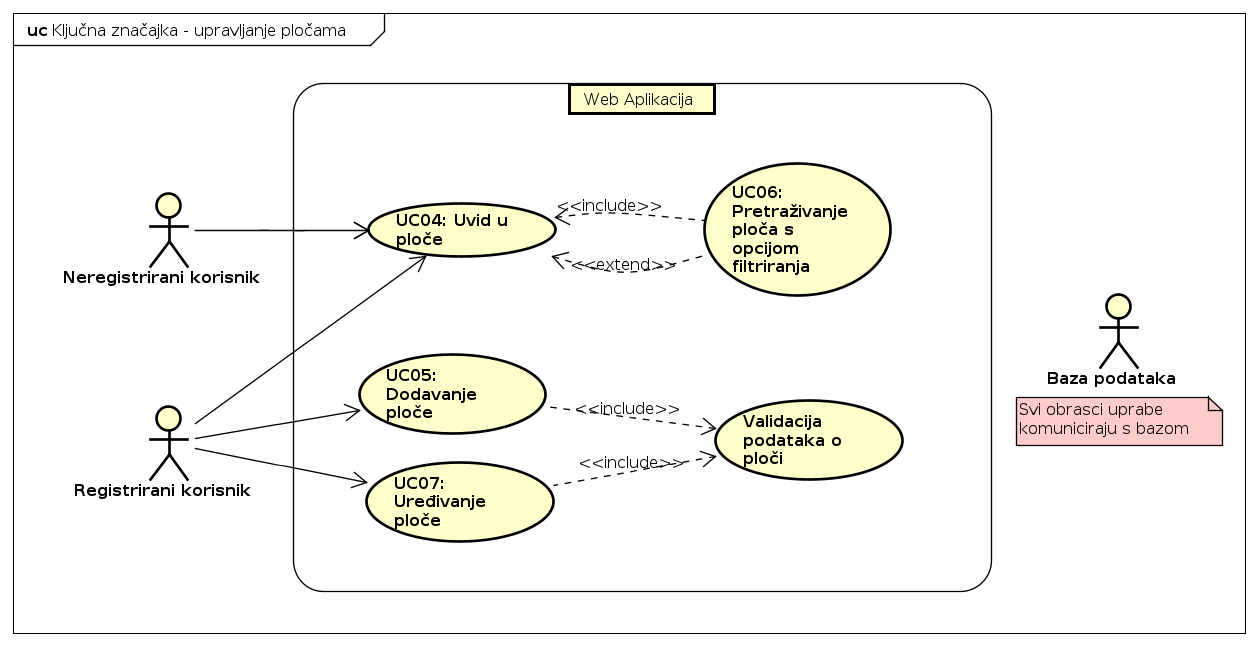 uc Ključna značajka - upravljanje pločama
Web Aplikacija
Neregistrirani korisnik
UC04: Uvid u
ploče
<<include>>
<<extend>>
UC06:
Pretraživanje
ploča s
opcijom
filtriranja
Baza podataka
Svi obrasci uprabe
komuniciraju s bazom
Registrirani korisnik
UC05:
Dodavanje
ploče
<<include>>
Validacija
podataka o
ploči
<<include>>
UC07:
Uređivanje
ploče